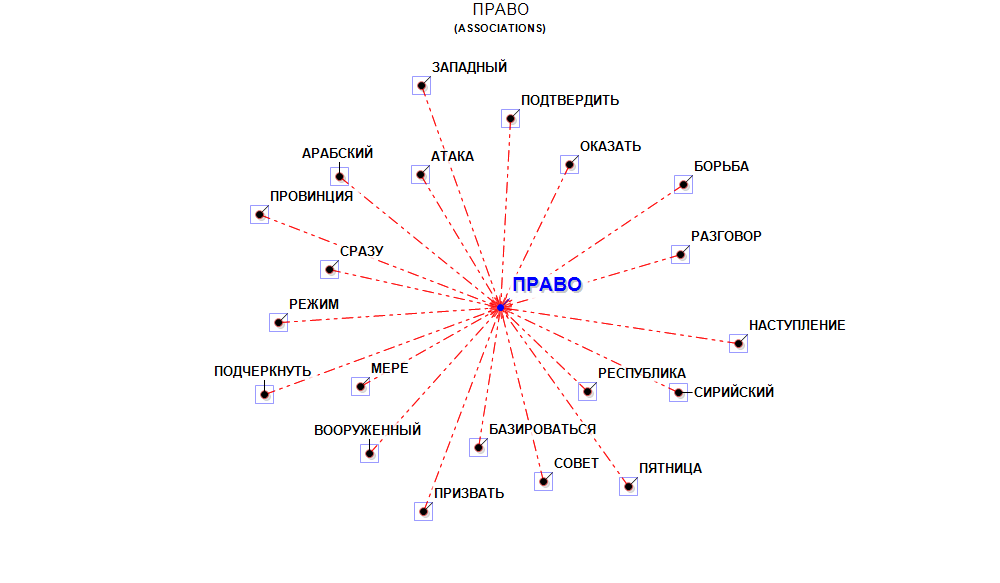 ПРАВО
(ASSOCIATIONS)
ЗАПАДНЫЙ
ПОДТВЕРДИТЬ
ОКАЗАТЬ
АРАБСКИЙ
АТАКА
БОРЬБА
ПРОВИНЦИЯ
РАЗГОВОР
СРАЗУ
ПРАВО
РЕЖИМ
НАСТУПЛЕНИЕ
ПОДЧЕРКНУТЬ
МЕРЕ
РЕСПУБЛИКА
СИРИЙСКИЙ
ВООРУЖЕННЫЙ
БАЗИРОВАТЬСЯ
СОВЕТ
ПЯТНИЦА
ПРИЗВАТЬ